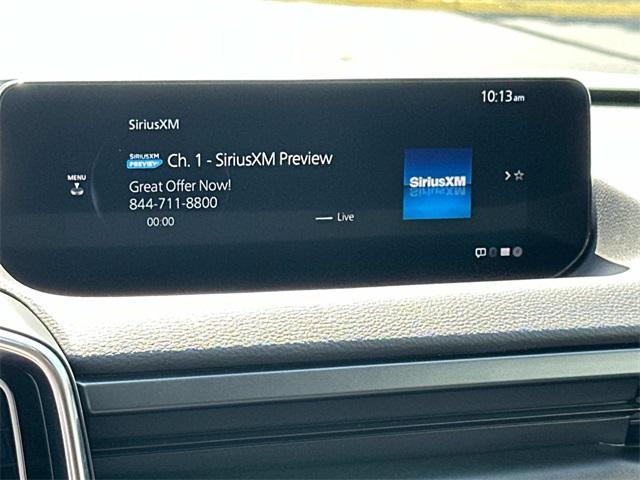 10:13am
SiriusXM
SIRIUSXM
PREVIEW
Ch. 1 - SiriusXM Preview
MENU
Great Offer Now!
844-711-8800
00:00
Live
SiriusXM